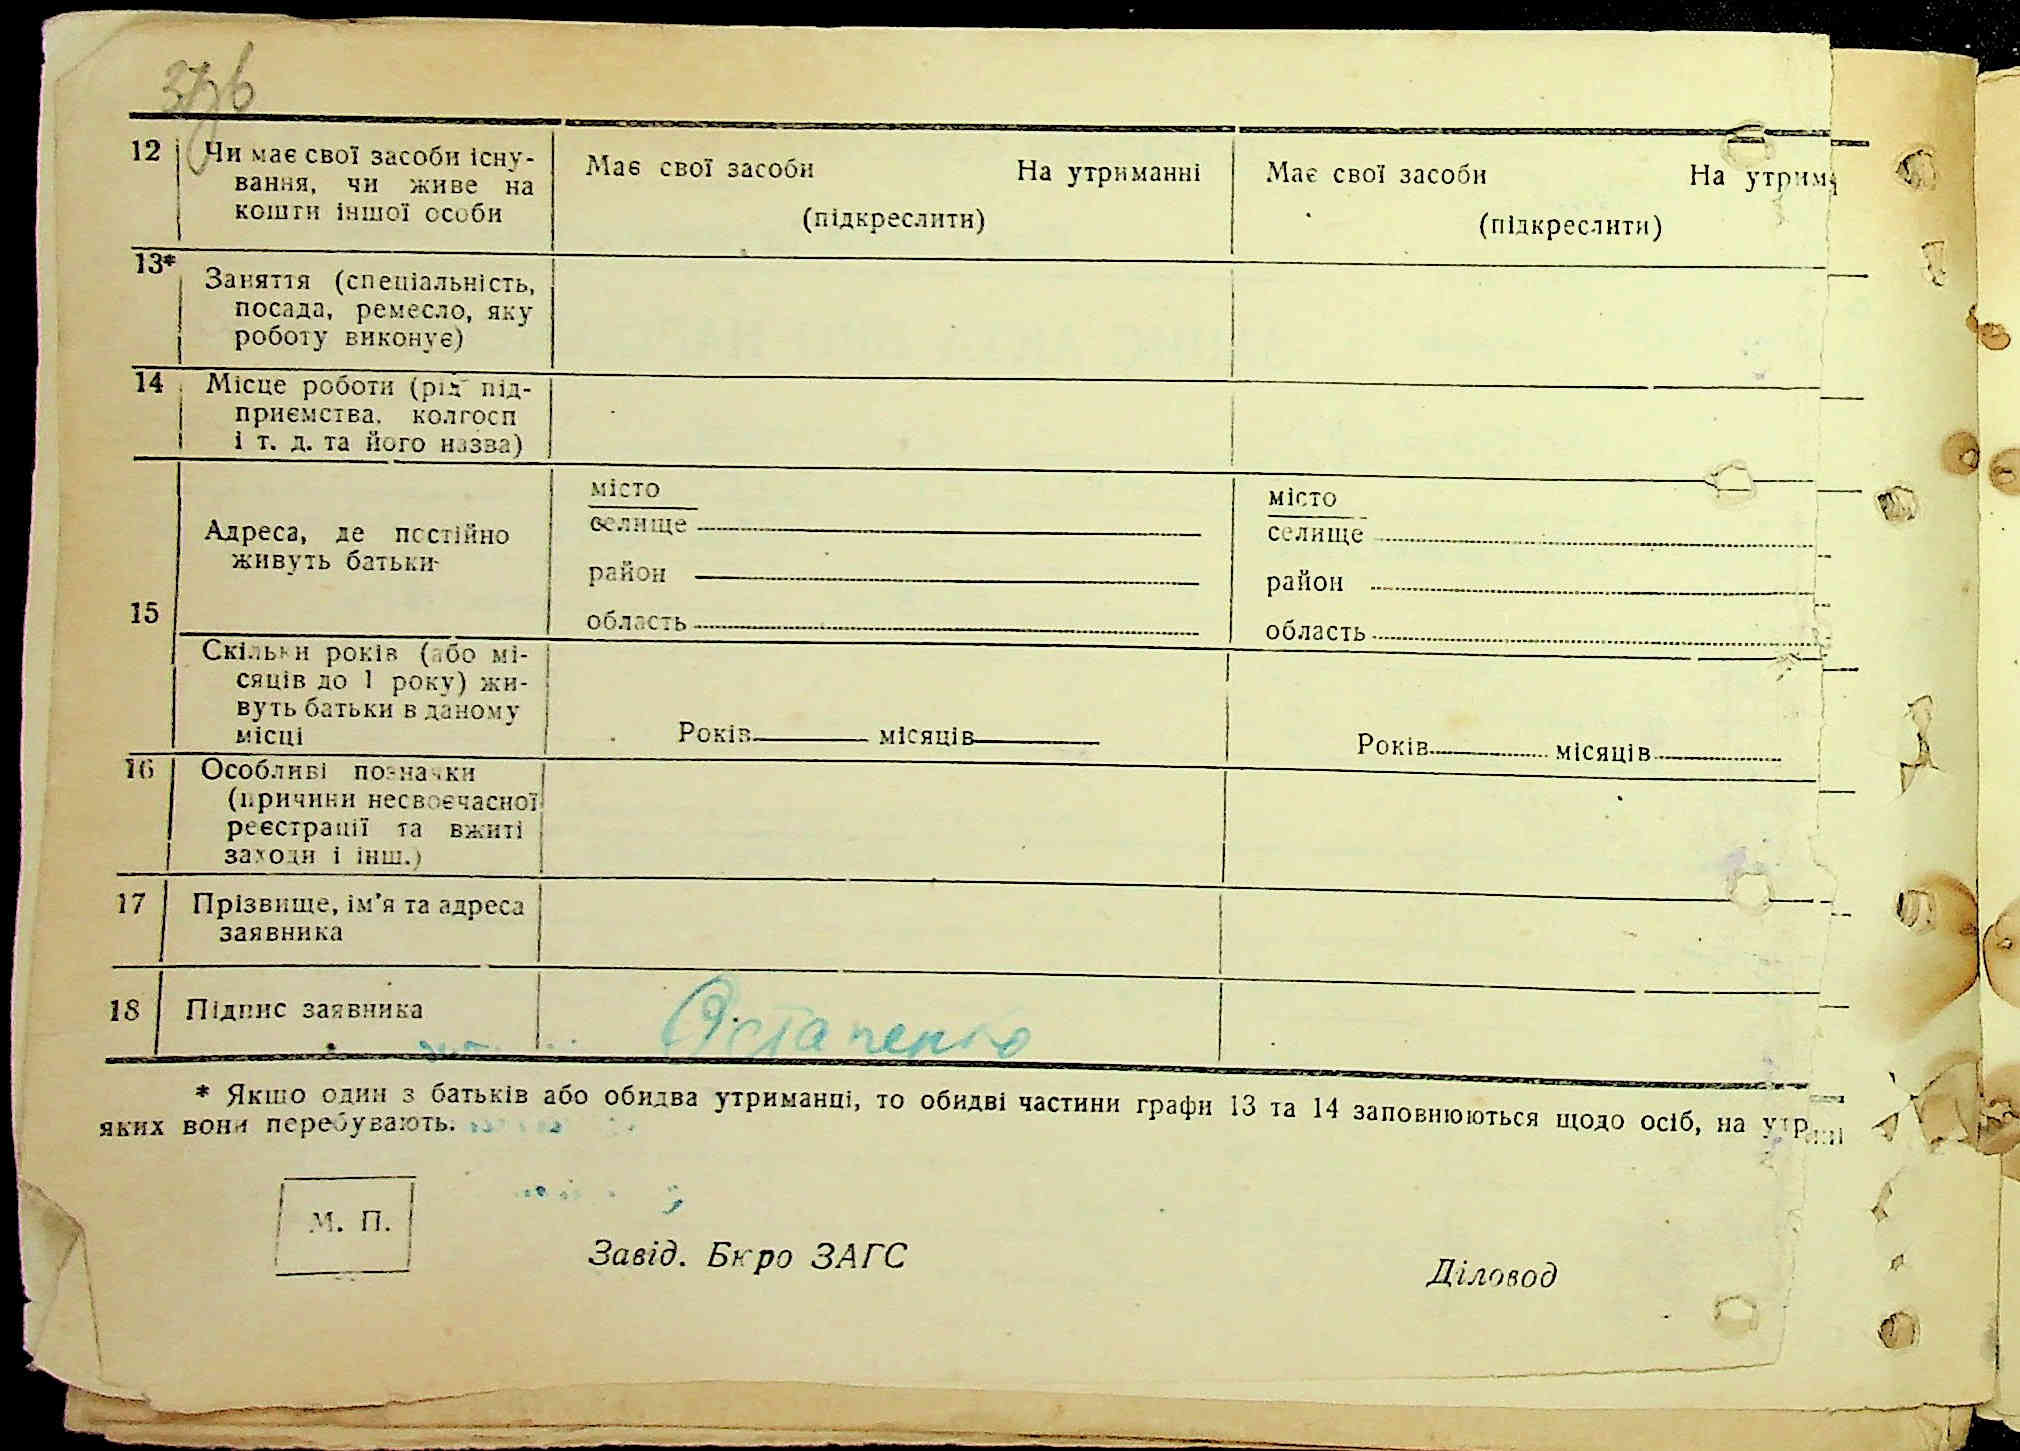 12 Чи має свої засоби існу-
вання, чи живе на
кошти іншої особи
Має свої засоби На утриманні
(підкреслити)
Має свої засоби На утрим
(підкреслити)
13* Заняття (спеціальність,
посада, ремесло, яку
роботу виконує)
14 Місце роботи (рід під-
приємства, колгосп
і т. д. та його назва)
15
Адреса, де постійно
живуть батьки
місто
селище
район
область
місто
селище
район
область
Скільки років (або мі-
сяців до 1 року) жи-
вуть батьки в даному
місці
Років місяців
Років місяців
16 Особливі позначки
(причини несвоєчасної
реєстрації та вжиті
заходи і інш.)
17 Прізвище, ім'я та адреса
заявника
18 Підпис заявника
Остапенко
* Якщо один з батьків або обидва утриманці, то обидві частини графи 13 та 14 заповнюються щодо осіб, на
яких вони перебувають.
М. П.
Завід. Бюро ЗАГС
Діловод